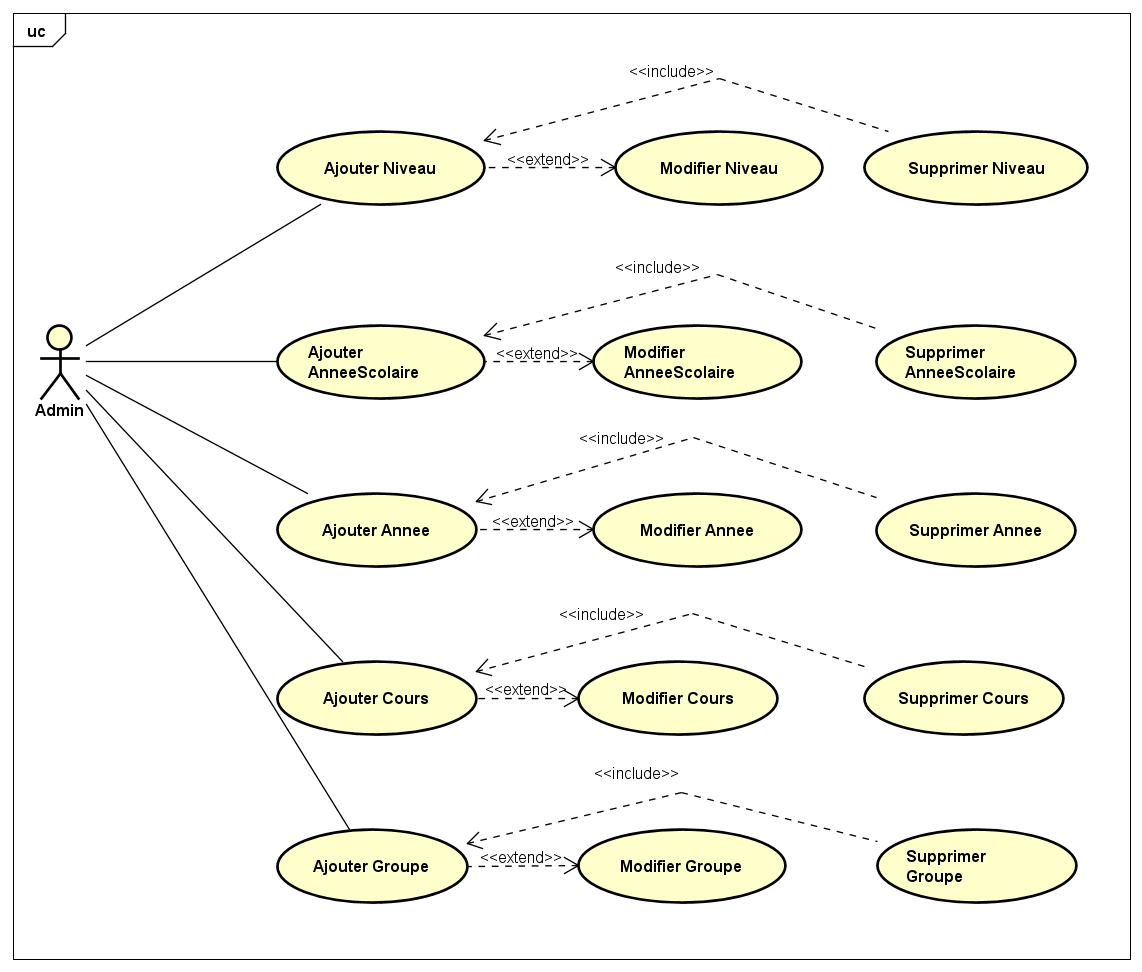 uc
<<include>>
<<extend>>
Ajouter Niveau
Modifier Niveau
Supprimer Niveau
<<include>>
<<extend>>
Ajouter
AnneeScolaire
Modifier
AnneeScolaire
Supprimer
AnneeScolaire
Admin
<<include>>
<<extend>>
Ajouter Annee
Modifier Annee
Supprimer Annee
<<include>>
<<extend>>
Ajouter Cours
Modifier Cours
Supprimer Cours
<<include>>
<<extend>>
Ajouter Groupe
Modifier Groupe
Supprimer
Groupe